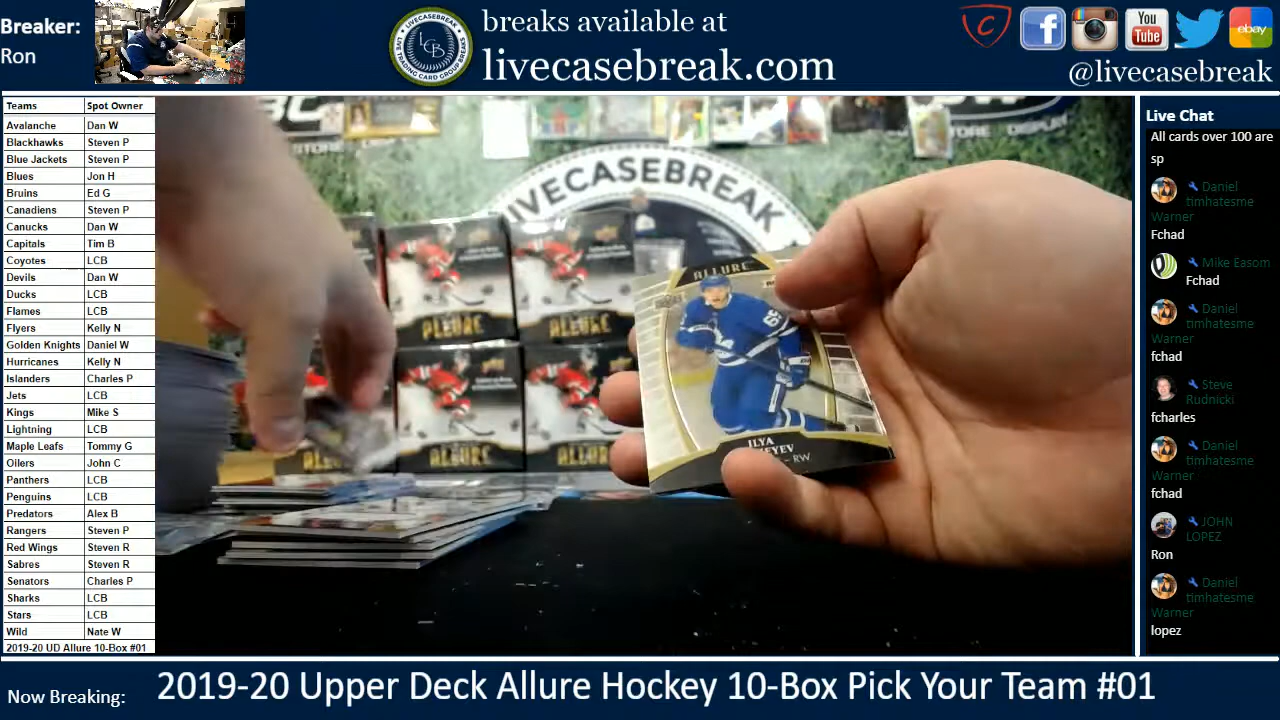 Breaker:
Ron
breaks available at
livecasebreak.com
You
Tube
ebay
@livecasebreak
LIVECASEBREAK
LCB
Teams Spot Owner
Avalanche Dan W
Blackhawks Steven P
Blue Jackets Steven P
Blues Jon H
Bruins Ed G
Canadiens Steven P
Canucks Dan W
Capitals Tim B
Coyotes LCB
Devils Dan W
Ducks LCB
Flames LCB
Flyers Kelly N
Golden Knights Daniel W
Hurricanes Kelly N
Islanders Charles P
Jets LCB
Kings Mike S
Lightning LCB
Maple Leafs Tommy G
Oilers John C
Panthers LCB
Penguins LCB
Predators Alex B
Rangers Steven P
Red Wings Steven R
Sabres Steven R
Senators Charles P
Sharks LCB
Stars LCB
Wild Nate W
2019-20 UD Allure 10-Box #01
LIVECASEBREAK
ALLURE
ALLURE
ALLURE
ALLURE
ILYA
RW
Live Chat
All cards over 100 are
sp
Daniel
timhatesme
Warner
Fchad
Mike Easom
Fchad
Daniel
timhatesme
Warner
fchad
Steve
Rudnicki
fcharles
Daniel
timhatesme
Warner
fchad
JOHN
LOPEZ
Ron
Daniel
timhatesme
Warner
lopez
Now Breaking:
2019-20 Upper Deck Allure Hockey 10-Box Pick Your Team #01